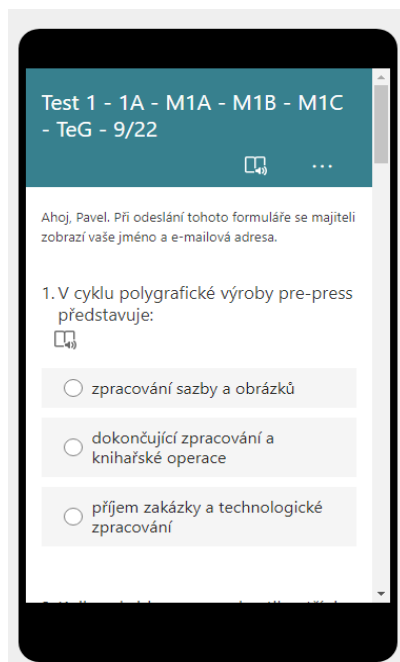 Test 1 - 1A - M1A - M1B - M1C
- TeG - 9/22
Ahoj, Pavel. Při odeslání tohoto formuláře se majiteli
zobrazí vaše jméno a e-mailová adresa.
1. V cyklu polygrafické výroby pre-press
představuje:
zpracování sazby a obrázků
dokončující zpracování a
knihařské operace
příjem zakázky a technologické
zpracování